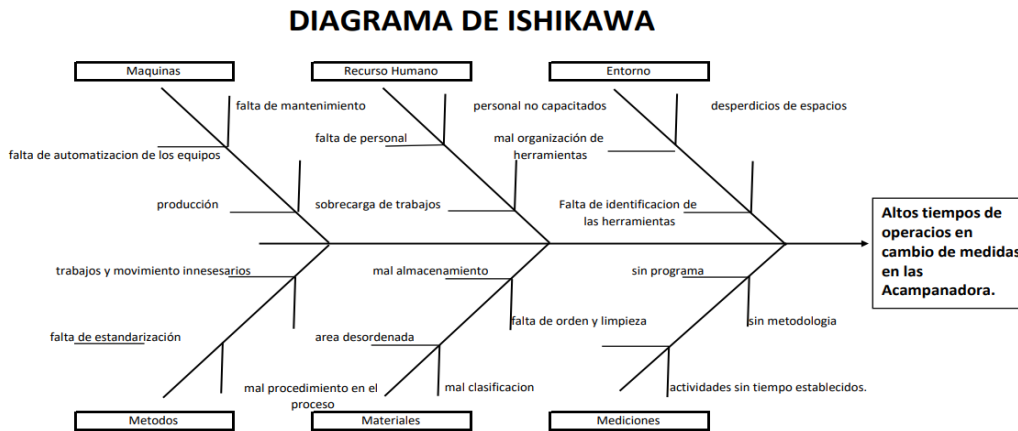 DIAGRAMA DE ISHIKAWA
Maquinas
Recurso Humano
Entorno
falta de mantenimiento
personal no capacitados
desperdicios de espacios
falta de personal
mal organización de
herramientas
falta de automatizacion de los equipos
producción
sobrecarga de trabajos
Falta de identificacion de
las herramientas
Altos tiempos de
operacios en
cambio de medidas
en las
Acampanadora.
trabajos y movimiento innesesarios
mal almacenamiento
sin programa
falta de orden y limpieza
sin metodologia
falta de estandarización
area desordenada
mal procedimiento en el
proceso
mal clasificacion
actividades sin tiempo establecidos.
Metodos
Materiales
Mediciones